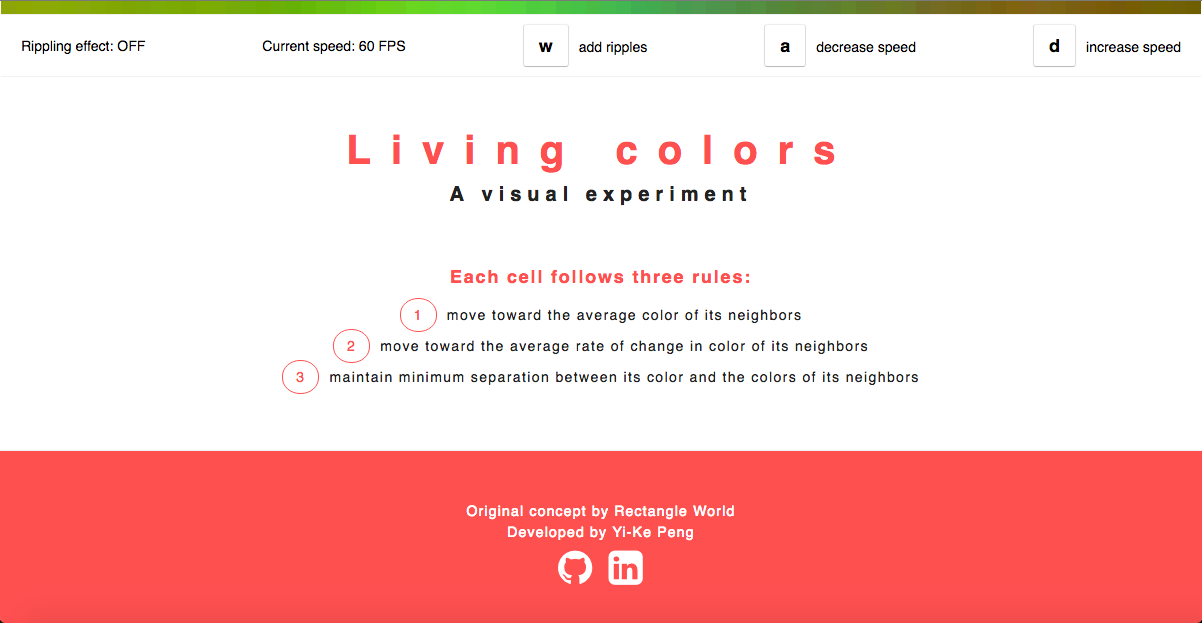 Rippling effect: OFF
Current speed: 60 FPS
w add ripples
a decrease speed
d increase speed
Living colors
A visual experiment
Each cell follows three rules:
1 move toward the average color of its neighbors
2 move toward the average rate of change in color of its neighbors
3 maintain minimum separation between its color and the colors of its neighbors
Original concept by Rectangle World
Developed by Yi-Ke Peng
in